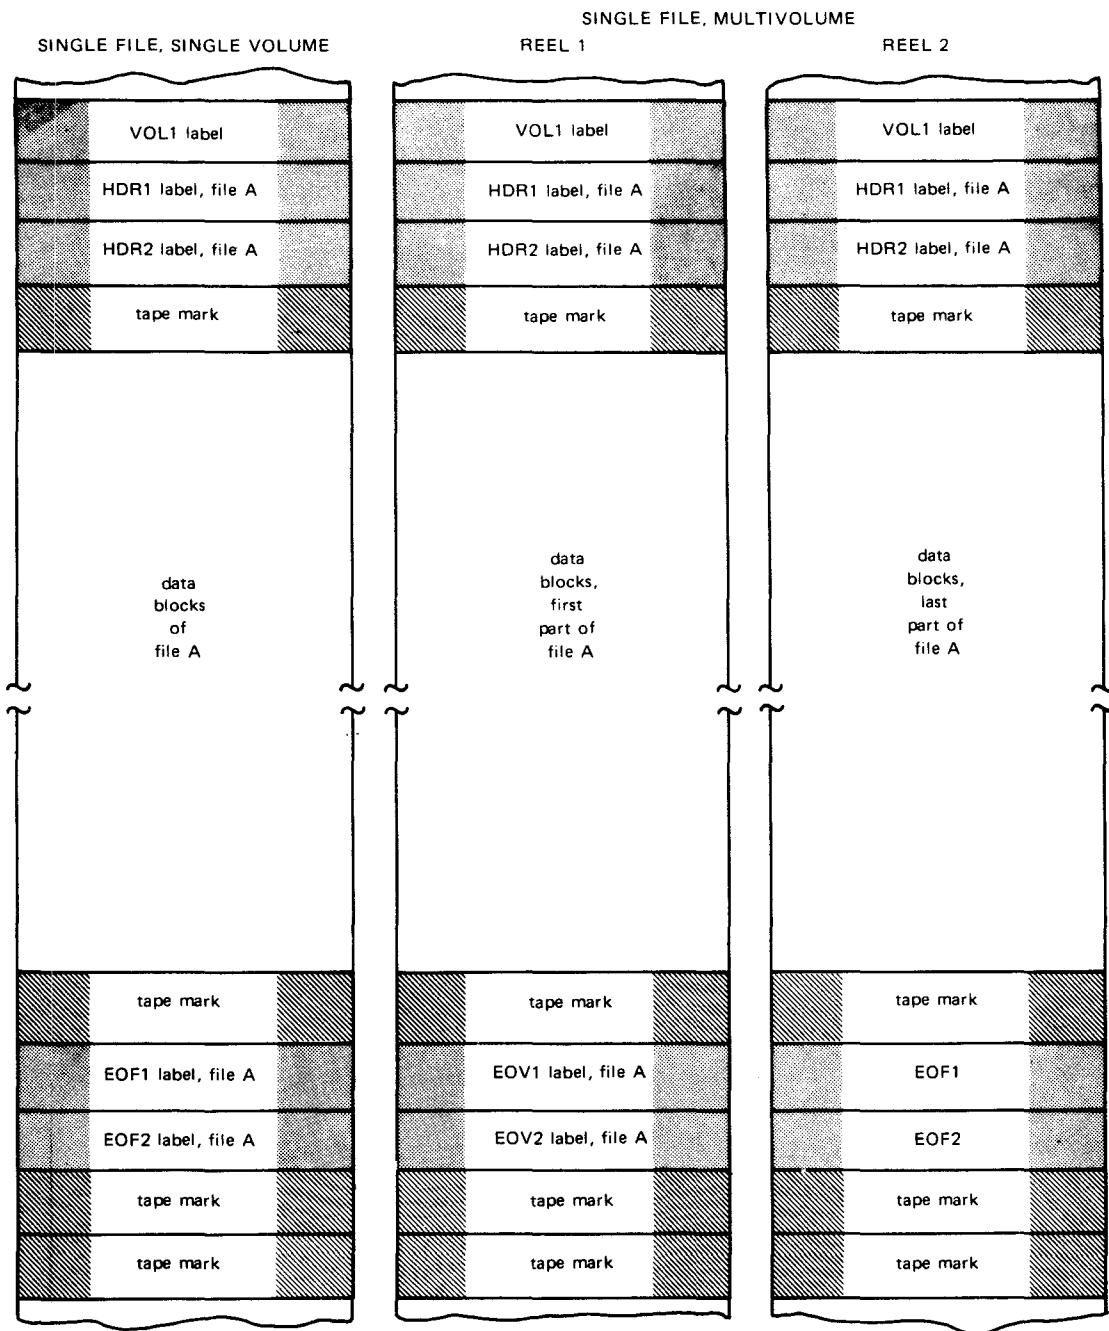 SINGLE FILE, MULTIVOLUME
SINGLE FILE, SINGLE VOLUME
REEL 1
REEL 2
VOL1 label
HDR1 label, file A
HDR2 label, file A
tape mark
data
blocks
of
file A
tape mark
EOF1 label, file A
EOF2 label, file A
tape mark
tape mark
VOL1 label
HDR1 label, file A
HDR2 label, file A
tape mark
data
blocks,
first
part of
file A
tape mark
EOV1 label, file A
EOV2 label, file A
tape mark
tape mark
VOL1 label
HDR1 label, file A
HDR2 label, file A
tape mark
data
blocks,
last
part of
file A
tape mark
EOF1
EOF2
tape mark
tape mark